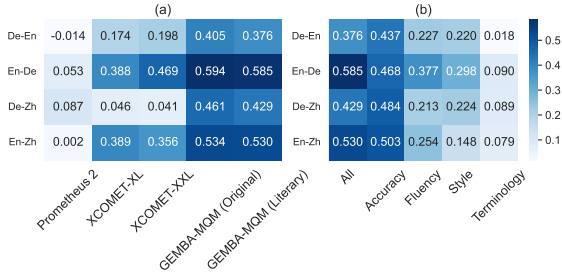 (a)
(b)
De-En -0.014 0.174 0.198 0.405 0.376
En-De 0.053 0.388 0.469 0.594 0.585
De-Zh 0.087 0.046 0.041 0.461 0.429
En-Zh 0.002 0.389 0.356 0.534 0.530
Prometheus 2
XCOMET-XL
XCOMET-XXL
GEMBA-MQM (Original)
GEMBA-MQM (Literary)
De-En 0.376 0.437 0.227 0.220 0.018
En-De 0.585 0.468 0.377 0.298 0.090
De-Zh 0.429 0.484 0.213 0.224 0.089
En-Zh 0.530 0.503 0.254 0.148 0.079
All
Accuracy
Fluency
Style
Terminology
0.5
0.4
0.3
0.2
0.1